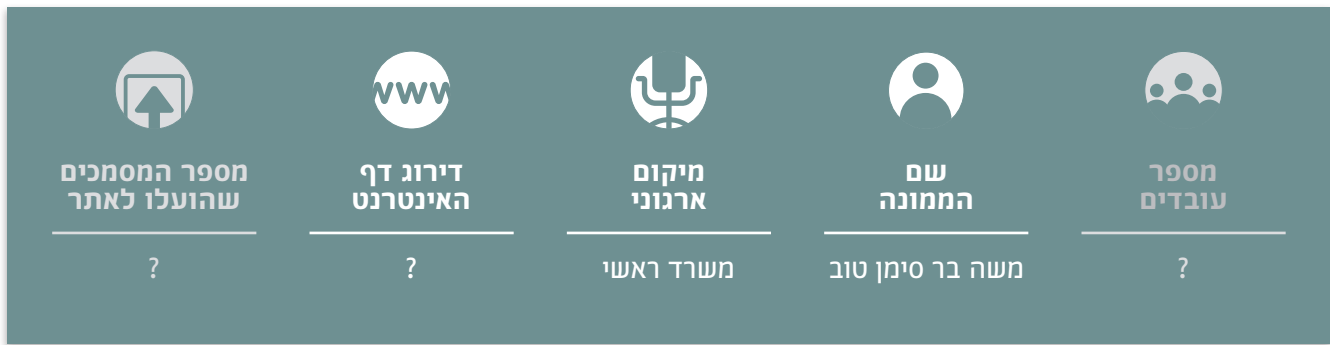 מספר
עובדים
?
שם
הממונה
משה בר סימן טוב
מיקום
ארגוני
משרד ראשי
www
דירוג דף
האינטרנט
?
מספר המסמכים
שהועלו לאתר
?